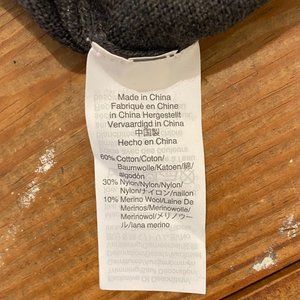 Made in China
Fabriqué en Chine
in China Hergestellt
Vervaardigd in China
中国製
Hecho en China
60% Cotton/Coton/
Baumwolle/Katoen/綿/
algodón
30% Nylon/Nylon/Nylon/
Nylon/ナイロン/nailon
10% Merino Wool/Laine De
Merinos/Merinowolle/
Merinowol/メリノウー
ル/lana merino